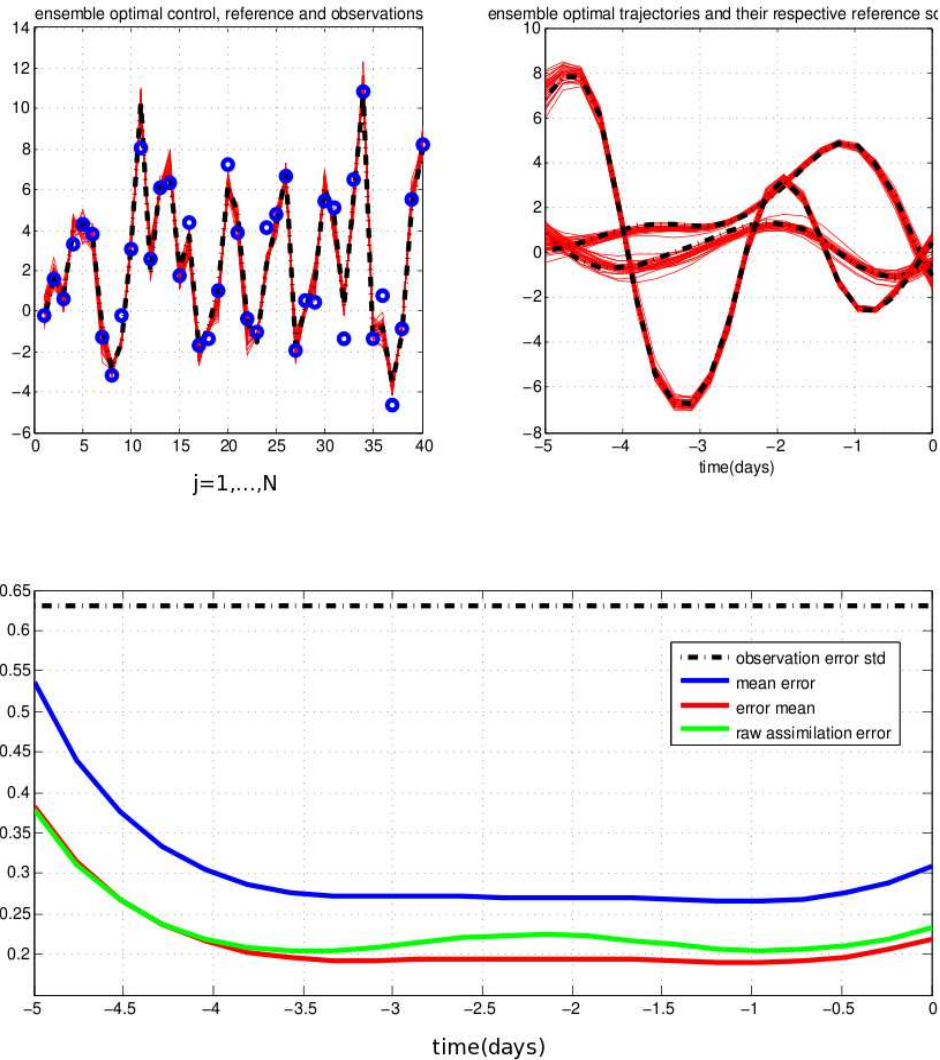 ensemble optimal control, reference and observations
14
12
10
8
6
4
2
0
−2
−4
−6
0 5 10 15 20 25 30 35 40
j=1,...,N
ensemble optimal trajectories and their respective reference
10
8
6
4
2
0
−2
−4
−6
−8
−5 −4 −3 −2 −1 0
time(days)
0.65
0.6
0.55
0.5
0.45
0.4
0.35
0.3
0.25
0.2
−5 −4.5 −4 −3.5 −3 −2.5 −2 −1.5 −1 −0.5 0
observation error std
mean error
error mean
raw assimilation error
time(days)